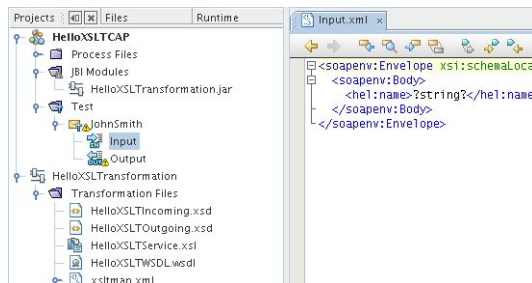 Projects Files Runtime
HelloXSLTCAP
Process Files
JBI Modules
HelloXSLTransformation.jar
Test
JohnSmith
Input
Output
HelloXSLTransformation
Transformation Files
HelloXSLTIncoming.xsd
HelloXSLTOutgoing.xsd
HelloXSLTService.xsl
HelloXSLTWSDL.wsdl
xsltmap.xml
Input.xml
<soapenv:Envelope xsi:schemaLoca
<soapenv:Body>
<hel:name>?string?</hel:name
</soapenv:Body>
</soapenv:Envelope>